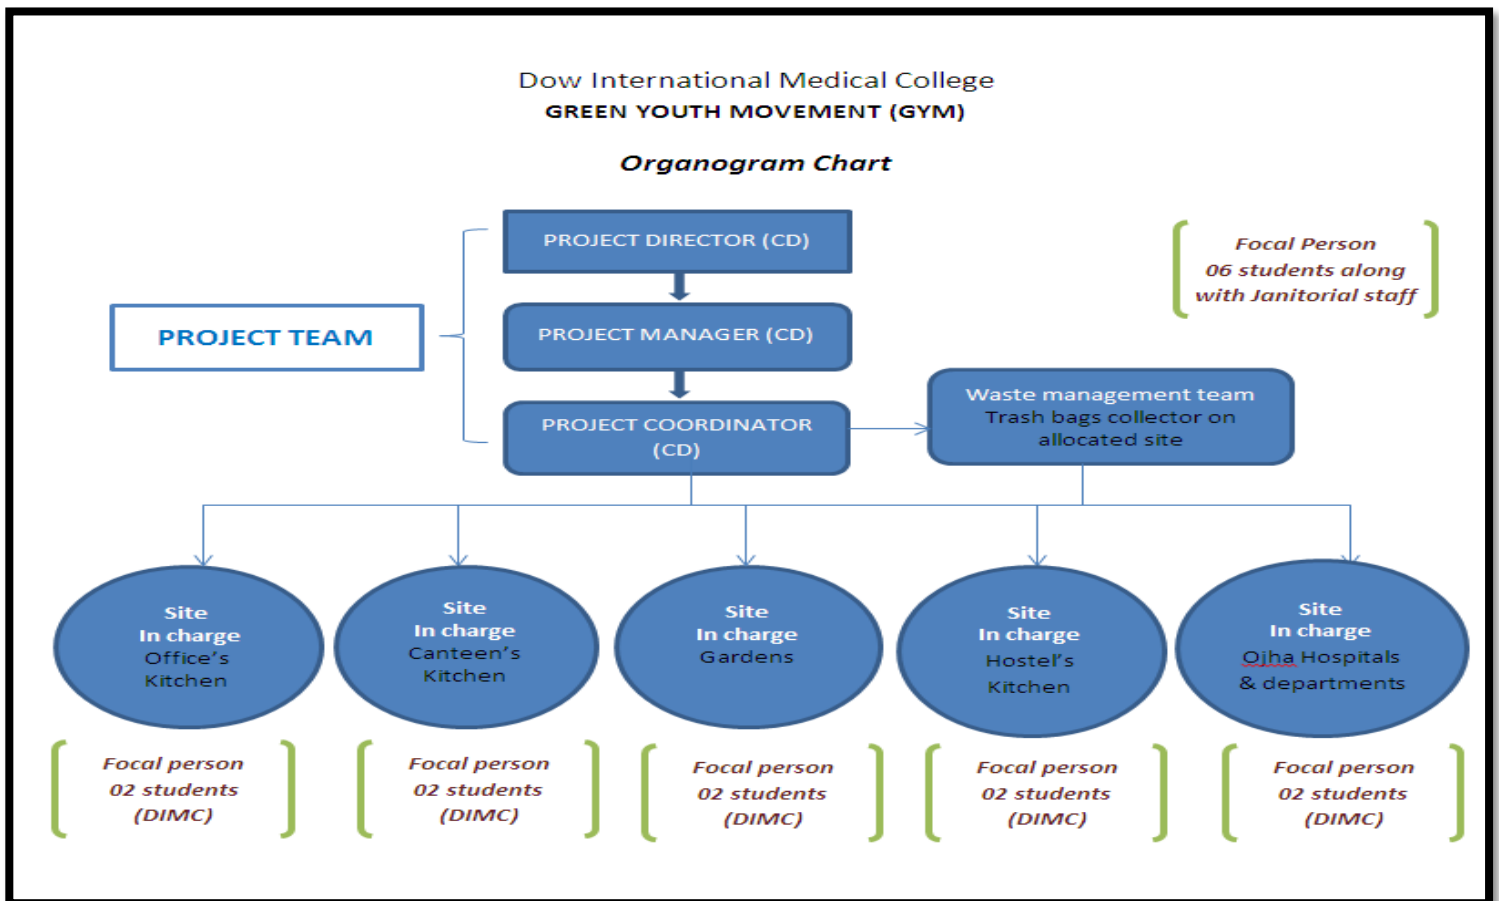 Dow International Medical College
GREEN YOUTH MOVEMENT (GYM)
Organogram Chart
PROJECT DIRECTOR (CD)
Focal Person
06 students along
with Janitorial staff
PROJECT TEAM
PROJECT MANAGER (CD)
PROJECT COORDINATOR
(CD)
Waste management team
Trash bags collector on
allocated site
Site
In charge
Office's
Kitchen
Site
In charge
Canteen's
Kitchen
Site
In charge
Gardens
Site
In charge
Hostel's
Kitchen
Site
In charge
Ojha Hospitals
& departments
Focal person
02 students
(DIMC)
Focal person
02 students
(DIMC)
Focal person
02 students
(DIMC)
Focal person
02 students
(DIMC)
Focal person
02 students
(DIMC)